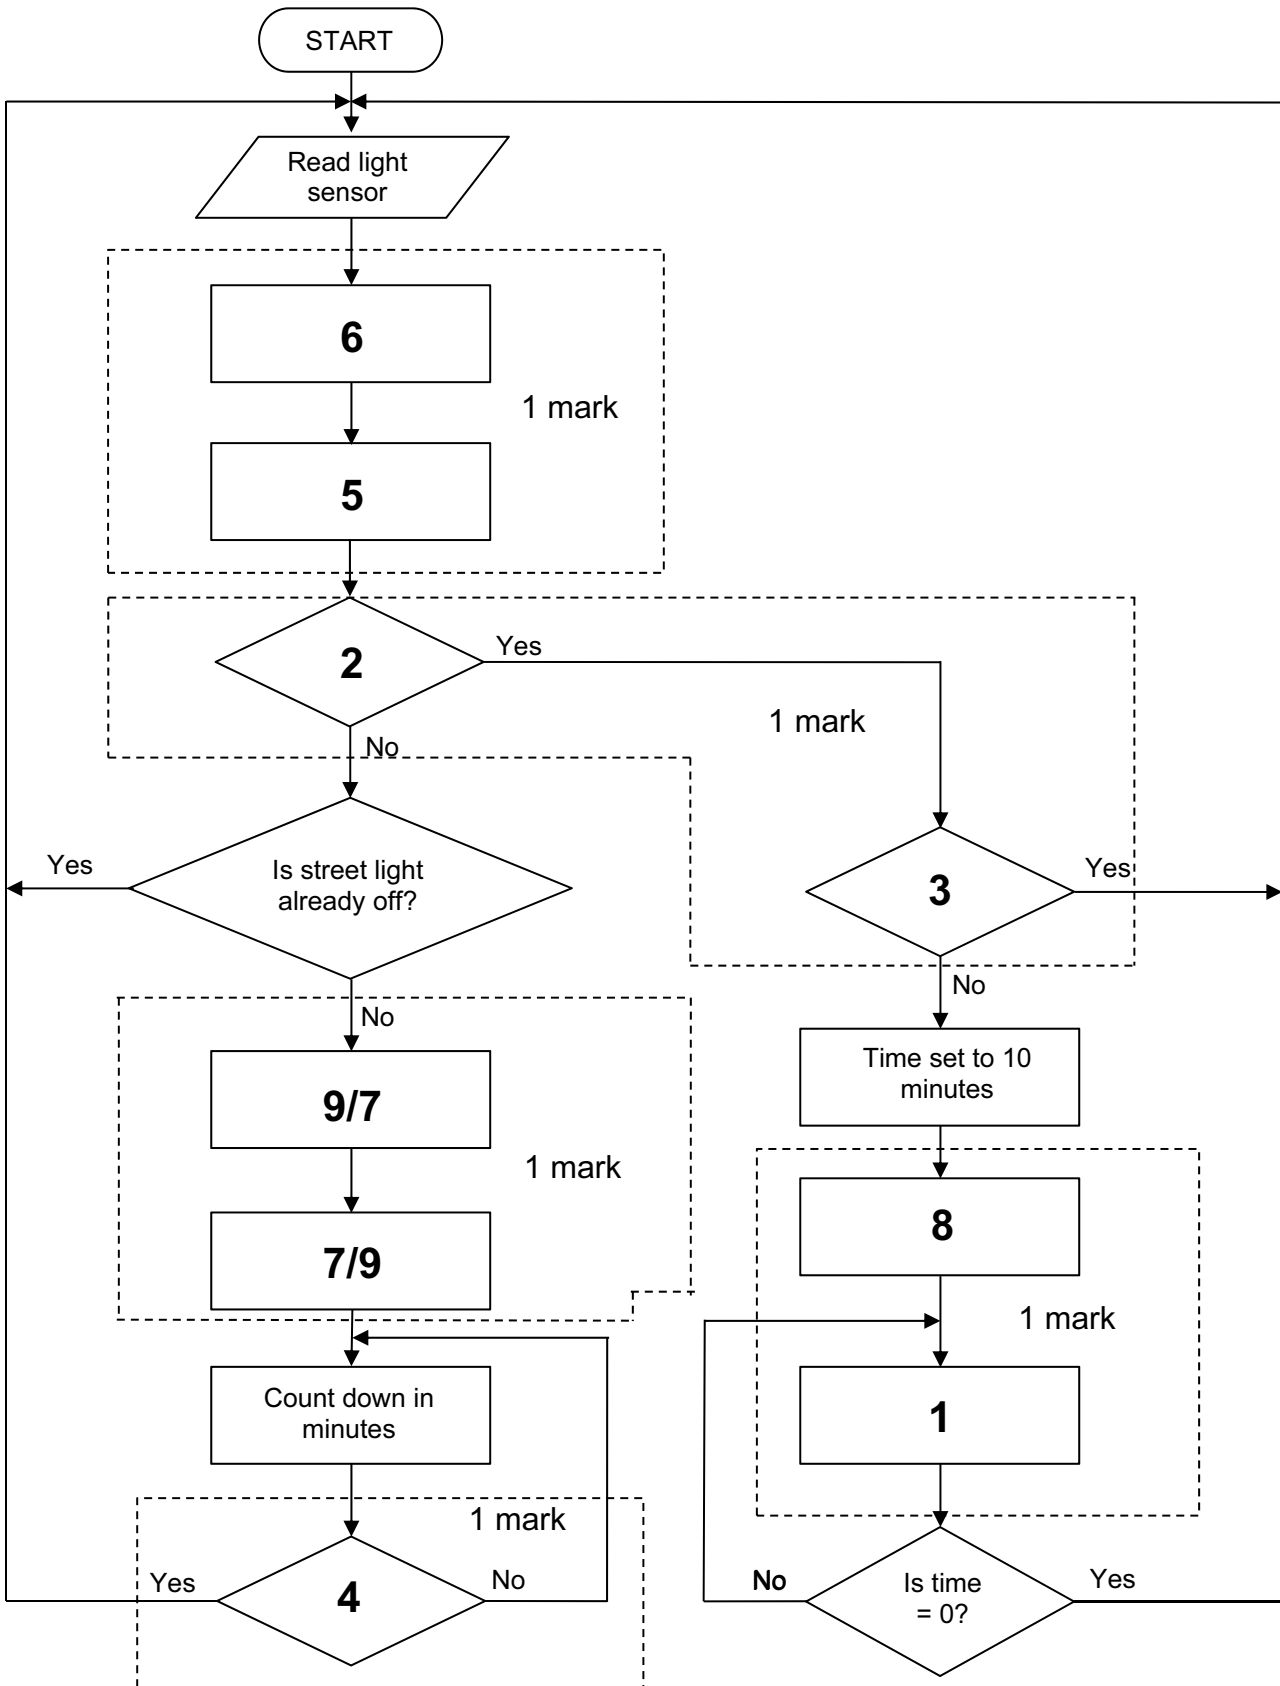 START
Read light
sensor
6
1 mark
5
2
Yes
1 mark
No
Yes
Is street light
already off?
3
Yes
No
No
9/7
Time set to 10
minutes
1 mark
7/9
8
1 mark
Count down in
minutes
1
1 mark
Yes
4
No
No
Is time
= 0?
Yes